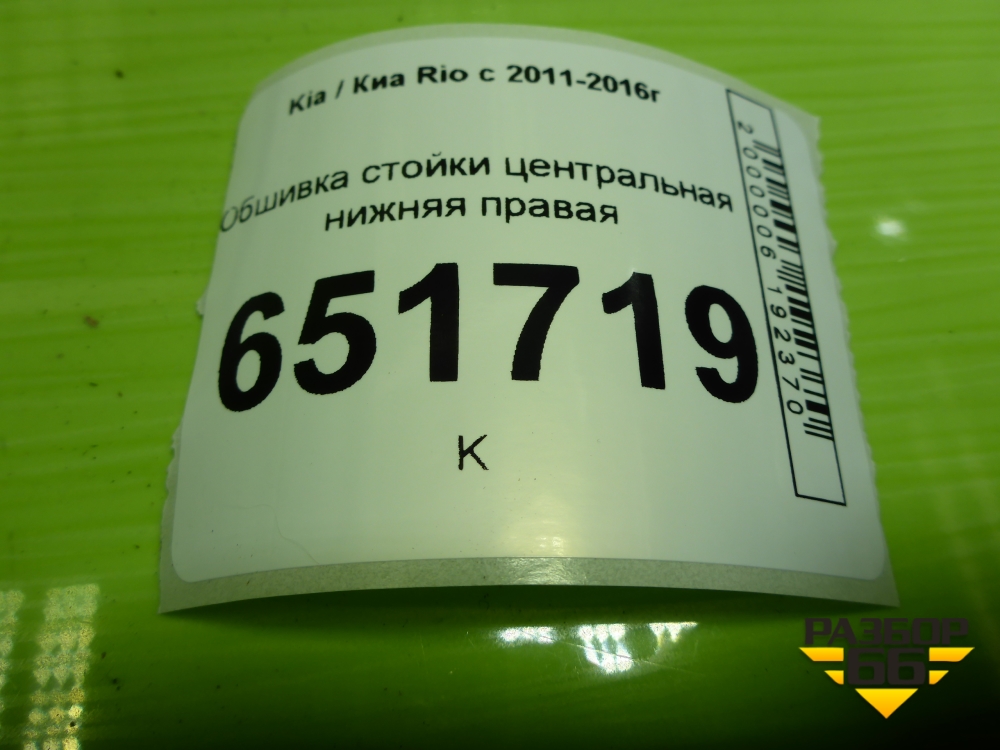 Kia / Киа Rio с 2011-2016г
Обшивка стойки центральная
нижняя правая
651719
К
2000006192370
РАЗБОР
66